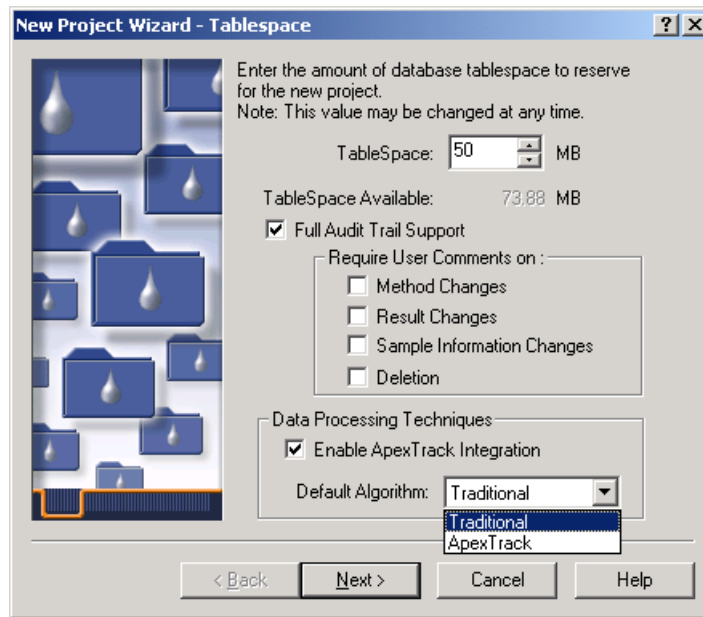 New Project Wizard - Tablespace
Enter the amount of database tablespace to reserve
for the new project.
Note: This value may be changed at any time.
TableSpace: 50 MB
TableSpace Available: 73.88 MB
Full Audit Trail Support
Require User Comments on :
Method Changes
Result Changes
Sample Information Changes
Deletion
Data Processing Techniques
Enable ApexTrack Integration
Default Algorithm: Traditional
Traditional
ApexTrack
< Back Next > Cancel Help